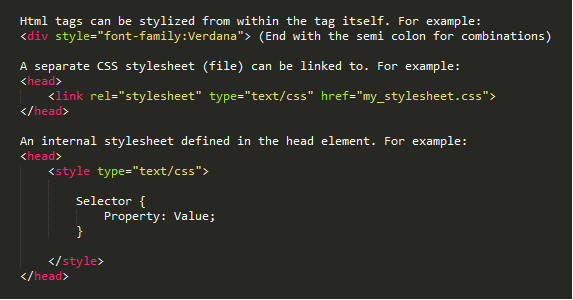 Html tags can be stylized from within the tag itself. For example:
<div style="font-family:Verdana"> (End with the semi colon for combinations)
A separate CSS stylesheet (file) can be linked to. For example:
<head>
<link rel="stylesheet" type="text/css" href="my_stylesheet.css">
</head>
An internal stylesheet defined in the head element. For example:
<head>
<style type="text/css">
Selector {
Property: Value;
}
</style>
</head>